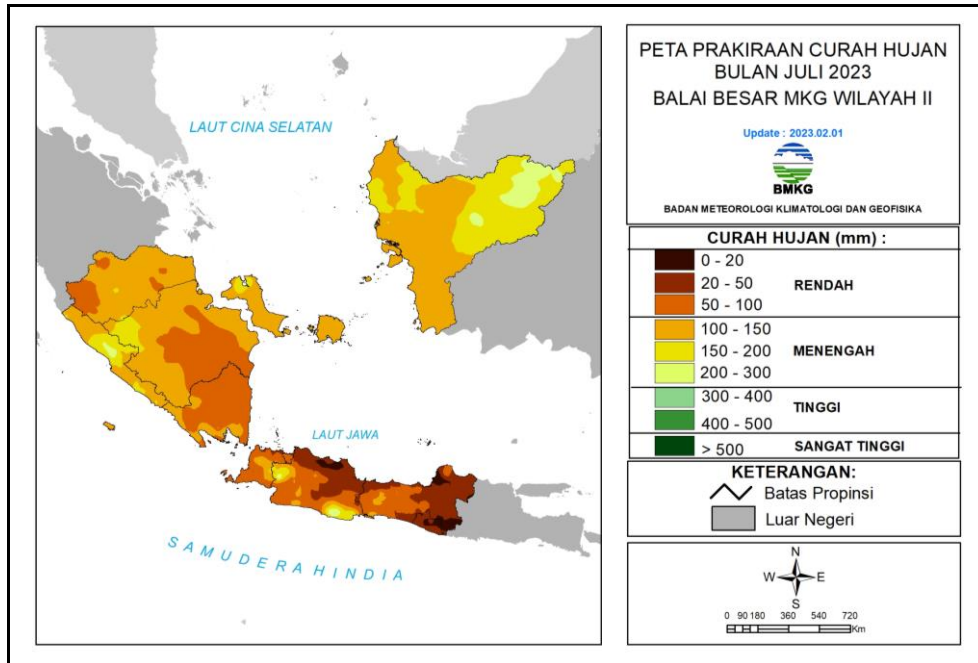 LAUT CINA SELATAN
LAUT JAWA
SAMUDERA HINDIA
PETA PRAKIRAAN CURAH HUJAN
BULAN JULI 2023
BALAI BESAR MKG WILAYAH II
Update : 2023.02.01
BMKG
BADAN METEOROLOGI KLIMATOLOGI DAN GEOFISIKA
CURAH HUJAN (mm) :
0 - 20
20 - 50
50 - 100
RENDAH
100 - 150
150 - 200
200 - 300
MENENGAH
300 - 400
400 - 500
TINGGI
> 500
SANGAT TINGGI
KETERANGAN:
Batas Propinsi
Luar Negeri
N
W E
S
0 90 180 360 540 720
Km